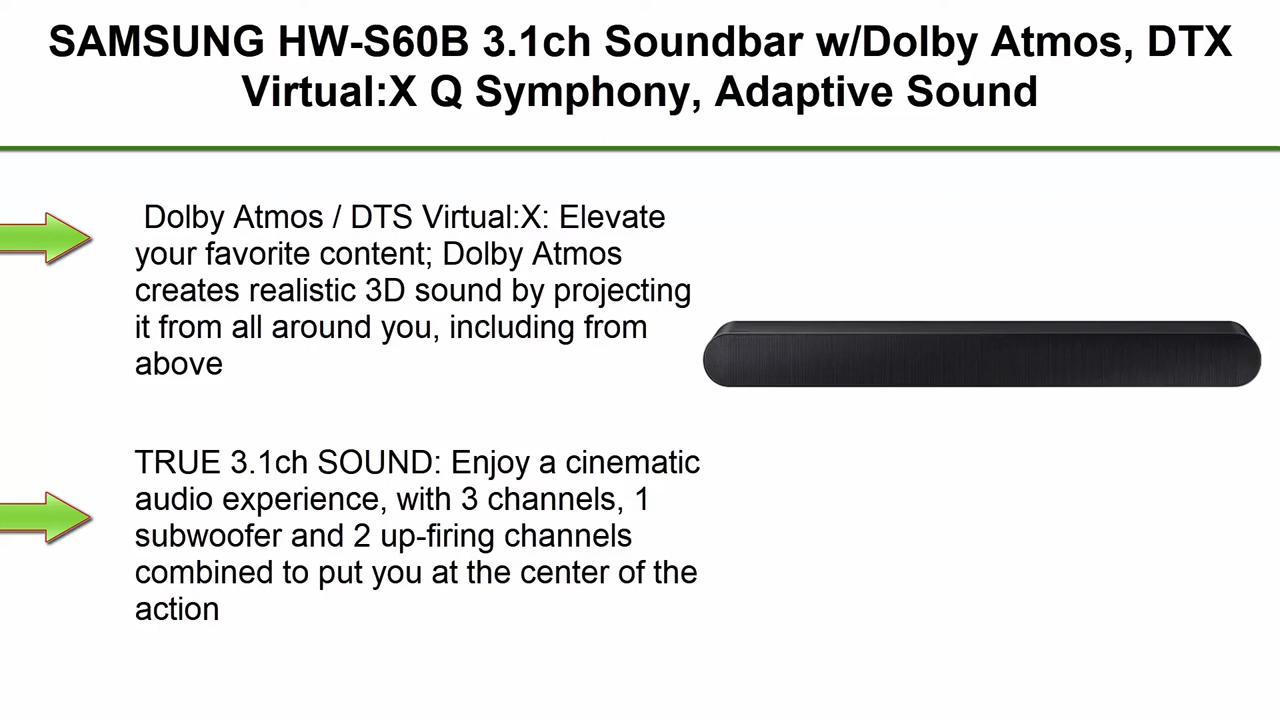 SAMSUNG HW-S60B 3.1ch Soundbar w/Dolby Atmos, DTX
Virtual:X Q Symphony, Adaptive Sound
Dolby Atmos / DTS Virtual:X: Elevate
your favorite content; Dolby Atmos
creates realistic 3D sound by projecting
it from all around you, including from
above
TRUE 3.1ch SOUND: Enjoy a cinematic
audio experience, with 3 channels, 1
subwoofer and 2 up-firing channels
combined to put you at the center of the
action